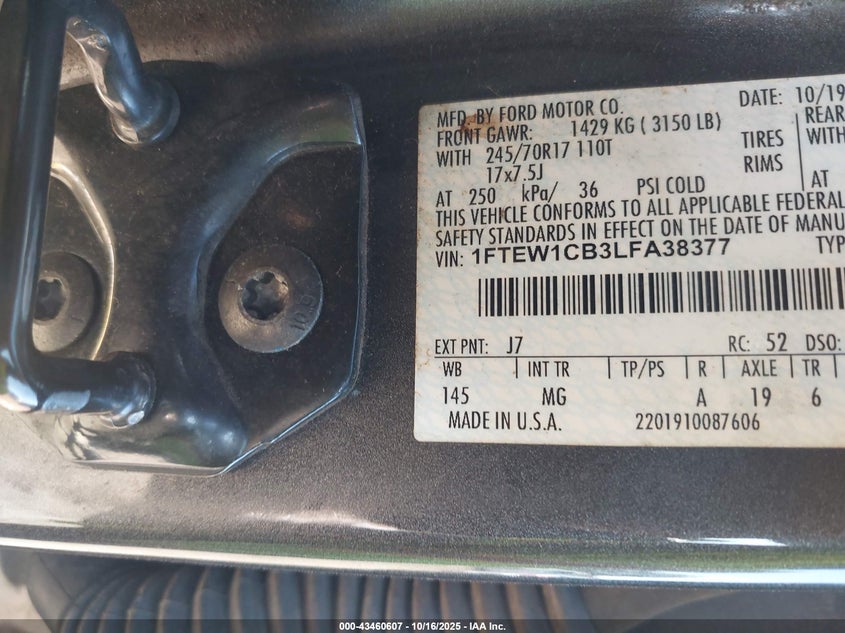 MFD. BY FORD MOTOR CO.
DATE: 10/19
FRONT GAWR: 1429 KG ( 3150 LB)
REAR
WITH 245/70R17 110T TIRES
WITH
17x7.5J RIMS
AT 250 kPa/ 36 PSI COLD
AT
THIS VEHICLE CONFORMS TO ALL APPLICABLE FEDERAL
SAFETY STANDARDS IN EFFECT ON THE DATE OF MANU
VIN: 1FTEW1CB3LFA38377
TYP
EXT PNT: J7 RC: 52 DSO:
WB INT TR TP/PS R AXLE TR
145 MG A 19 6
MADE IN U.S.A. 2201910087606
10.9
000-43460607 - 10/16/2025 - IAA Inc.